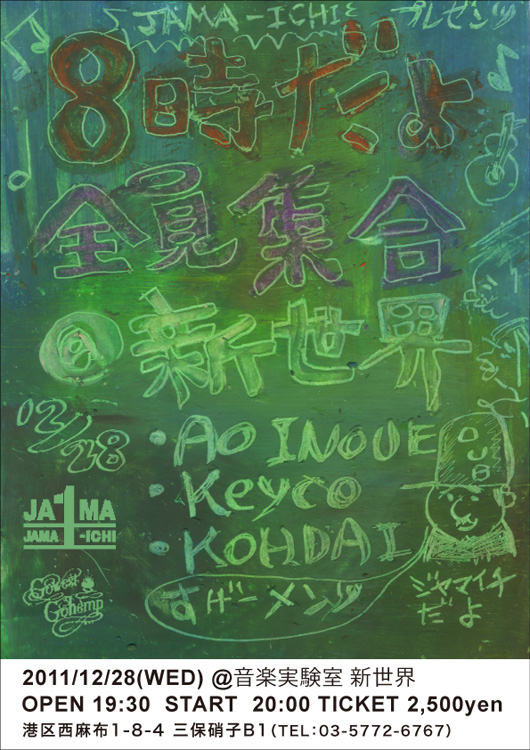 JAMA-ICHI プレゼンツ
8時だよ
全員集合
@新世界
12/28
・AO INOUE
・Keyco
・KOHDAI
DUB
すげーメンツ
ジャマイチ
だよ
JA1MA
JAMA -ICHI
Gowest
Gohemp
2011/12/28(WED) @音楽実験室 新世界
OPEN 19:30 START 20:00 TICKET 2,500yen
港区西麻布1-8-4 三保硝子B1(TEL:03-5772-6767)